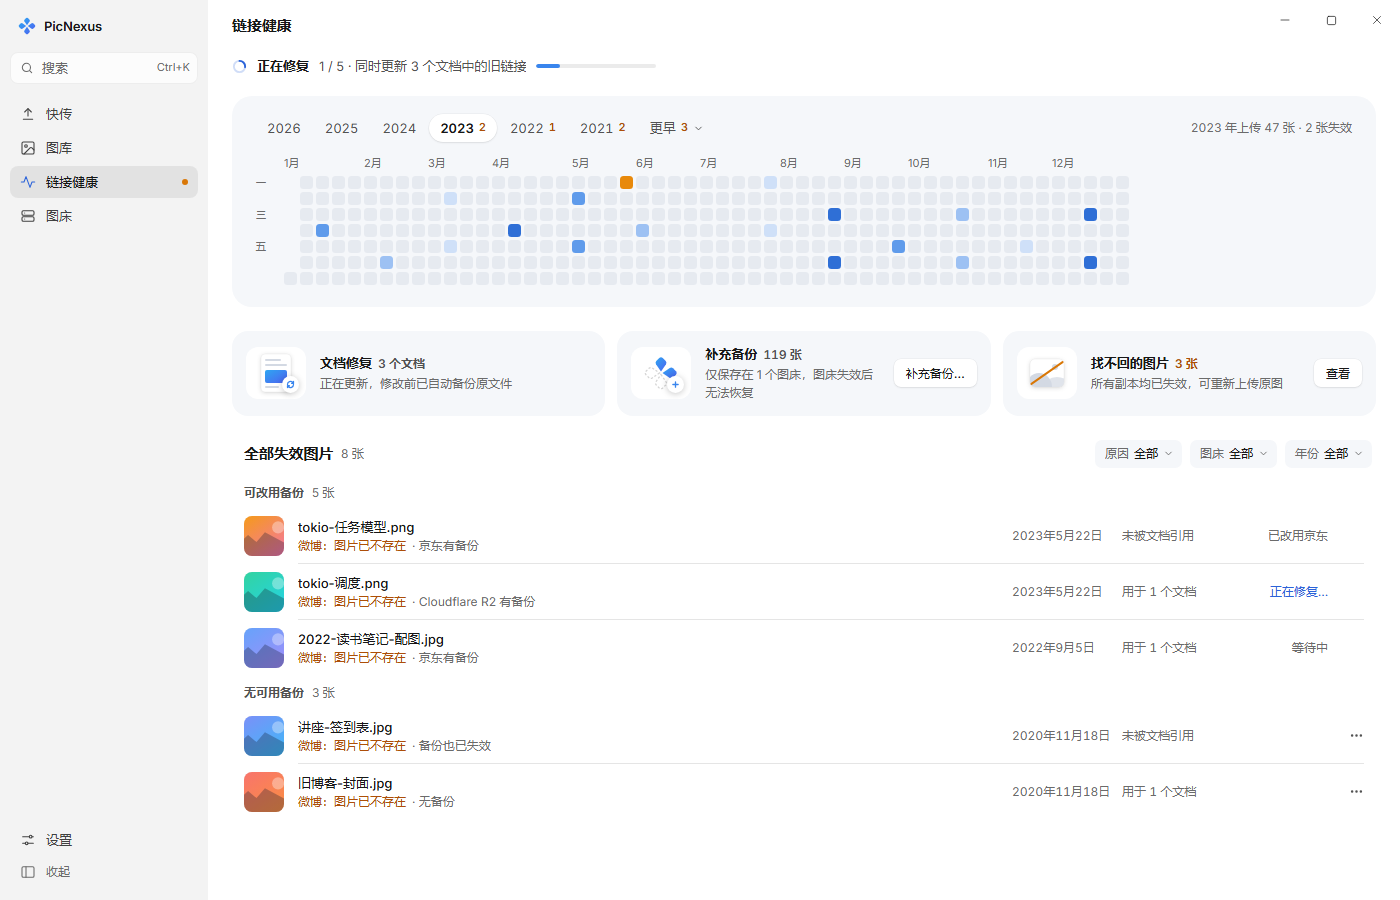 PicNexus
搜索 Ctrl+K
快传
图库
链接健康
图床
设置
收起
链接健康
正在修复 1 / 5 · 同时更新 3 个文档中的旧链接
2026 2025 2024 2023 2 2022 1 2021 2 更早 3
2023 年上传 47 张 · 2 张失效
1月 2月 3月 4月 5月 6月 7月 8月 9月 10月 11月 12月
一
三
五
文档修复 3 个文档
正在更新，修改前已自动备份原文件
补充备份 119 张
仅保存在 1 个图床，图床失效后
无法恢复
补充备份...
找不回的图片 3 张
所有副本均已失效，可重新上传原图
查看
全部失效图片 8 张
原因 全部 图床 全部 年份 全部
可改用备份 5 张
tokio-任务模型.png
微博：图片已不存在 · 京东有备份
2023年5月22日 未被文档引用 已改用京东
tokio-调度.png
微博：图片已不存在 · Cloudflare R2 有备份
2023年5月22日 用于 1 个文档 正在修复...
2022-读书笔记-配图.jpg
微博：图片已不存在 · 京东有备份
2022年9月5日 用于 1 个文档 等待中
无可用备份 3 张
讲座-签到表.jpg
微博：图片已不存在 · 备份也已失效
2020年11月18日 未被文档引用
旧博客-封面.jpg
微博：图片已不存在 · 无备份
2020年11月18日 用于 1 个文档